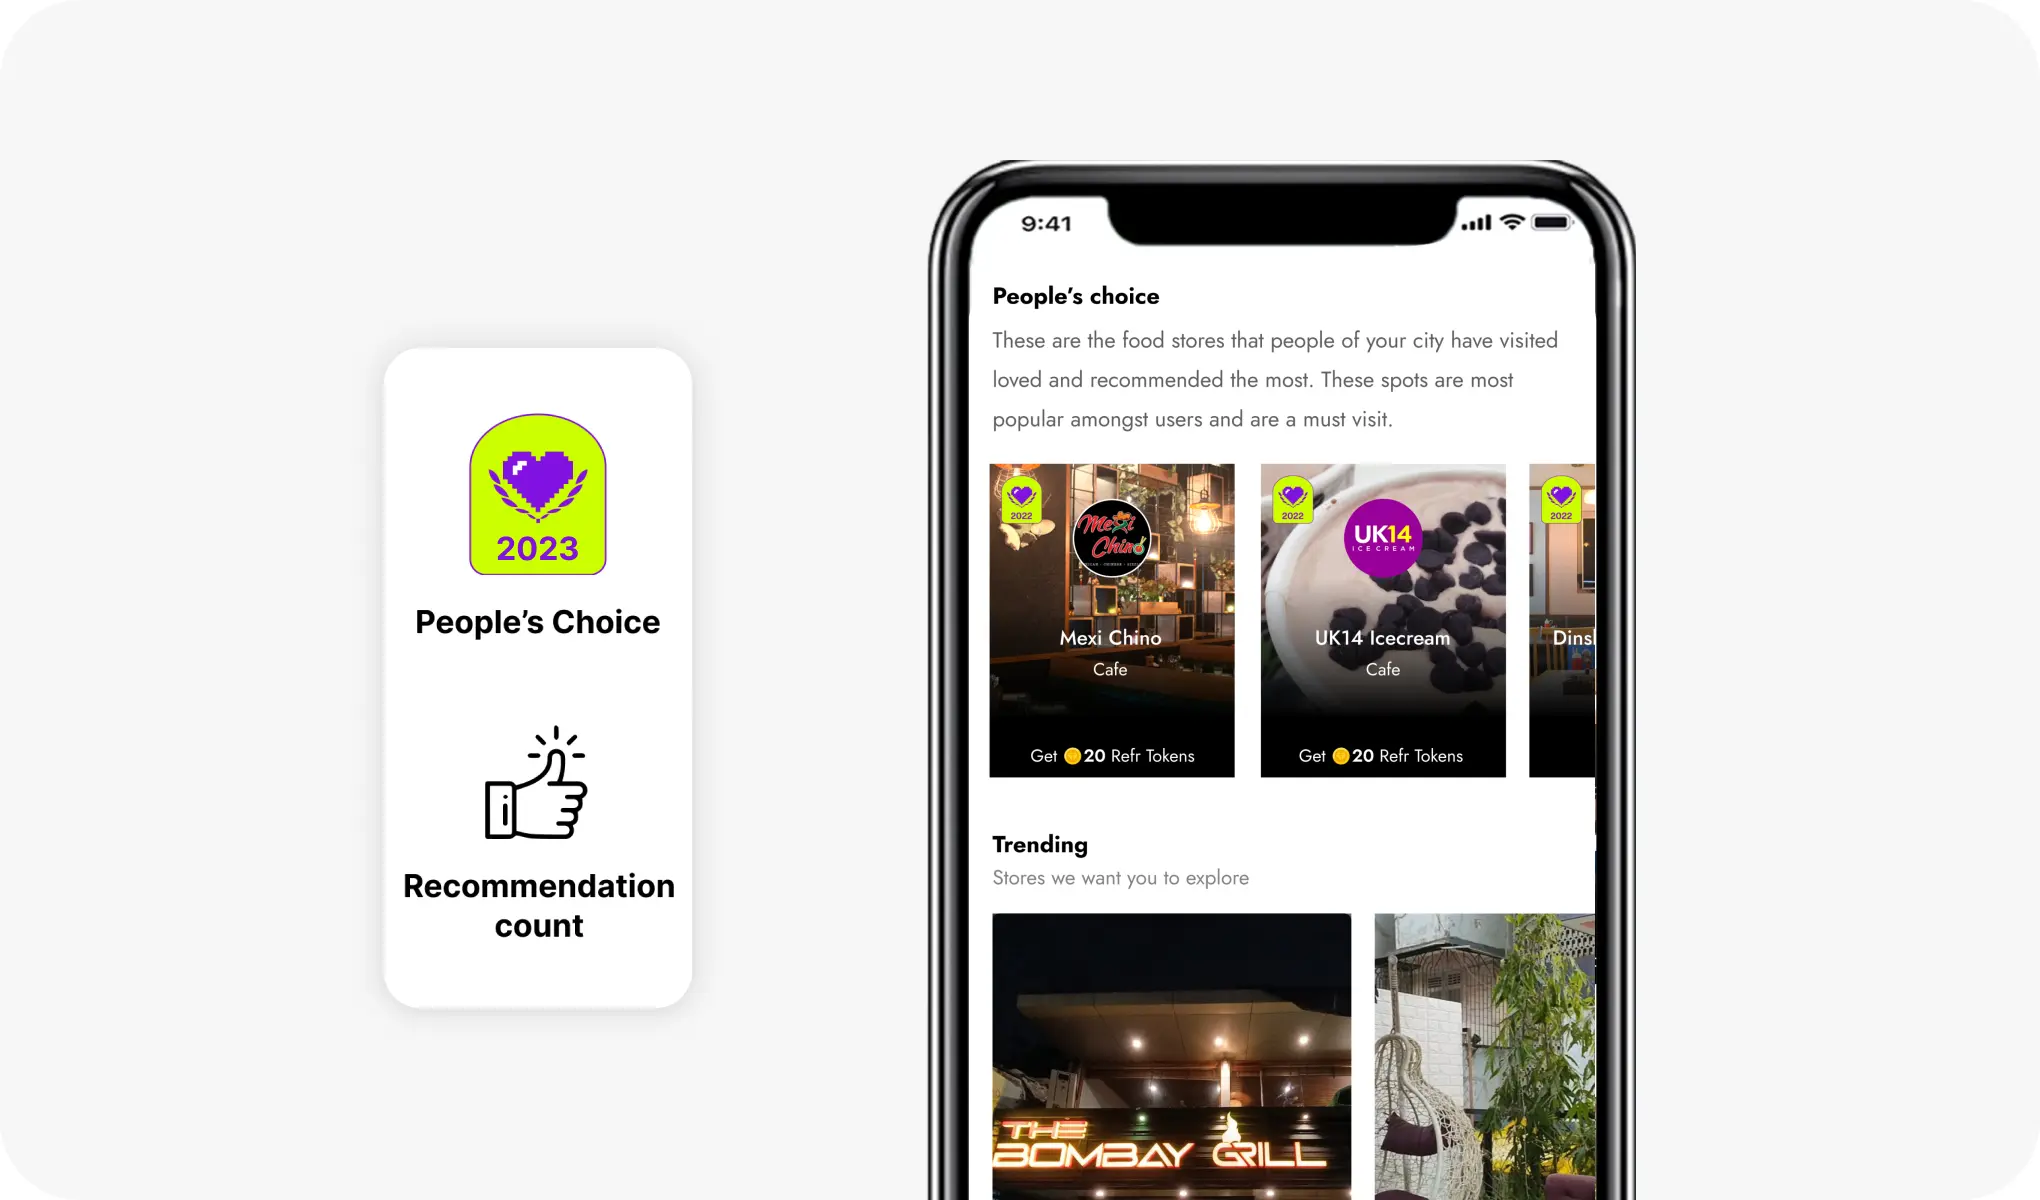 2023
People’s Choice
Recommendation
count
9:41
People’s choice
These are the food stores that people of your city have visited
loved and recommended the most. These spots are most
popular amongst users and are a must visit.
2022
Mexi
Chino
Mexi Chino
Cafe
Get 20 Refr Tokens
2022
UK14
ICE CREAM
UK14 Icecream
Cafe
Get 20 Refr Tokens
2022
Trending
Stores we want you to explore
THE
BOMBAY GRILL